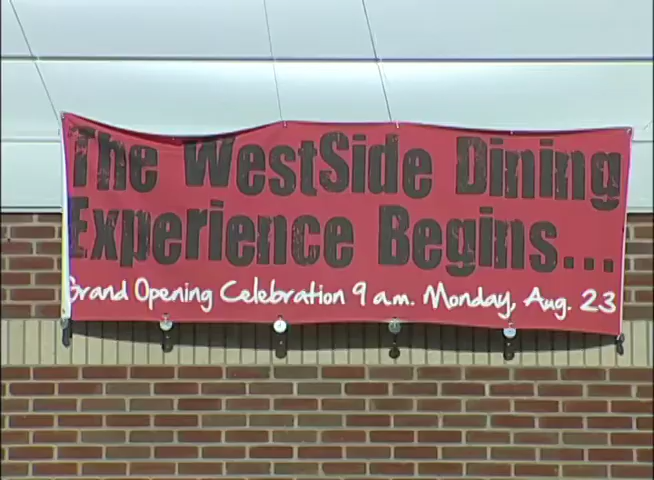 The WestSide Dining
Experience Begins...
Grand Opening Celebration 9 a.m. Monday, Aug. 23